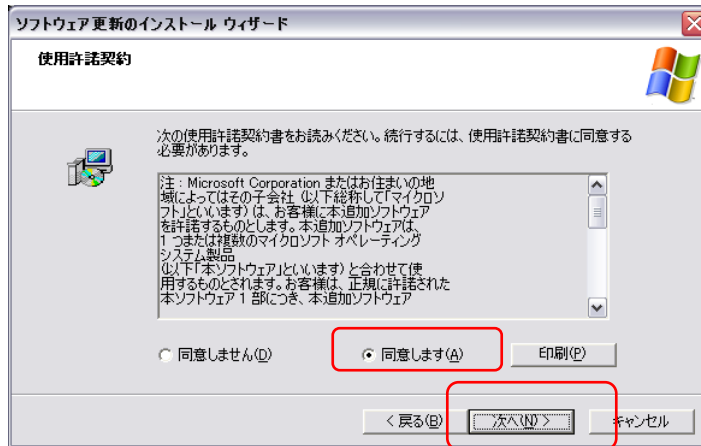 ソフトウェア更新のインストール ウィザード
使用許諾契約
次の使用許諾契約書をお読みください。続行するには、使用許諾契約書に同意する
必要があります。
注 : Microsoft Corporation またはお住まいの地
域によってはその子会社 (以下総称して「マイクロソ
フト」といいます) は、お客様に本追加ソフトウェア
を許諾するものとします。本追加ソフトウェアは、
1 つまたは複数のマイクロソフト オペレーティング
システム製品
(以下「本ソフトウェア」といいます) と合わせて使
用するものとされます。お客様は、正規に許諾された
本ソフトウェア 1 部につき、本追加ソフトウェア
同意しません(D)
同意します(A)
印刷(P)
< 戻る(B)
次へ(N) >
キャンセル